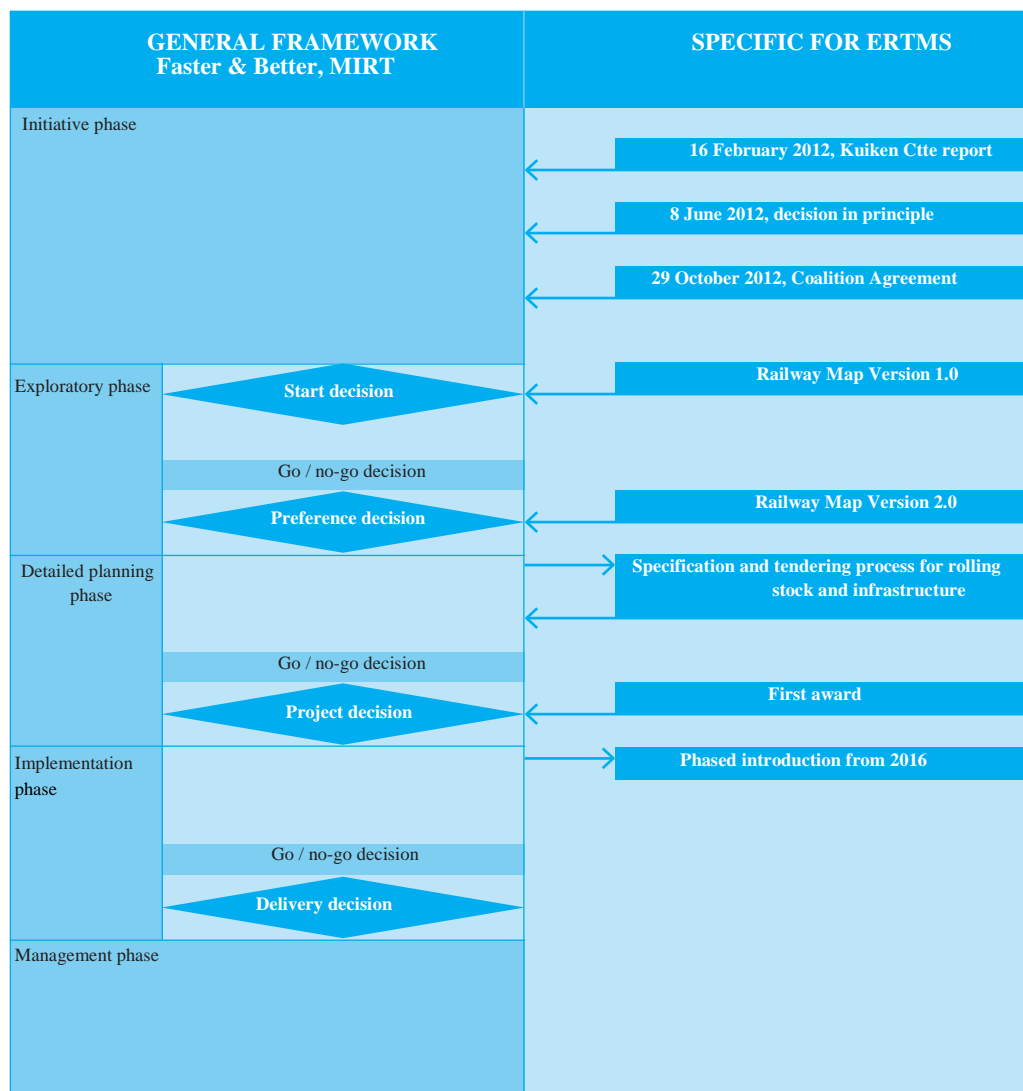 GENERAL FRAMEWORK
Faster & Better, MIRT
SPECIFIC FOR ERTMS
Initiative phase
16 February 2012, Kuiken Ctte report
8 June 2012, decision in principle
29 October 2012, Coalition Agreement
Exploratory phase
Start decision
Railway Map Version 1.0
Go / no-go decision
Preference decision
Railway Map Version 2.0
Detailed planning
phase
Specification and tendering process for rolling
stock and infrastructure
Go / no-go decision
Project decision
First award
Implementation
phase
Phased introduction from 2016
Go / no-go decision
Delivery decision
Management phase